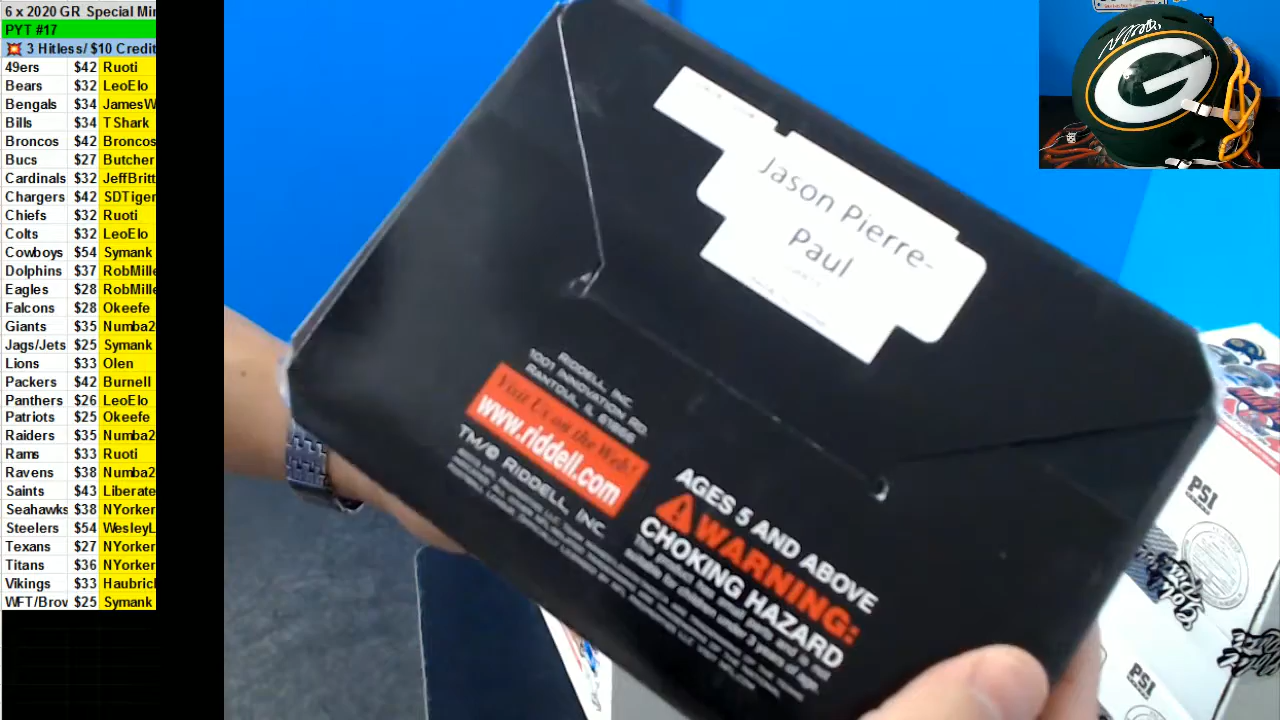 6 x 2020 GR Special Mi
PYT #17
3 Hitless/ $10 Credit
49ers $42 Ruoti
Bears $32 LeoElo
Bengals $34 JamesW
Bills $34 T Shark
Broncos $42 Broncos
Bucs $27 Butcher
Cardinals $32 JeffBritt
Chargers $42 SDTiger
Chiefs $32 Ruoti
Colts $32 LeoElo
Cowboys $54 Symank
Dolphins $37 RobMille
Eagles $28 RobMille
Falcons $28 Okeefe
Giants $35 Numba2
Jags/Jets $25 Symank
Lions $33 Olen
Packers $42 Burnell
Panthers $26 LeoElo
Patriots $25 Okeefe
Raiders $35 Numba2
Rams $33 Ruoti
Ravens $38 Numba2
Saints $43 Liberate
Seahawks $38 NYorker
Steelers $54 WesleyL
Texans $27 NYorker
Titans $36 NYorker
Vikings $33 Haubric
WFT/Brov $25 Symank
Jason Pierre-
Paul
RIDDELL, INC.
1001 INNOVATION RD.
RANTOUL, IL 61866
Visit Us on the Web!
www.riddell.com
TM/© RIDDELL, INC.
AGES 5 AND ABOVE
WARNING:
CHOKING HAZARD
G
PSI
PSI